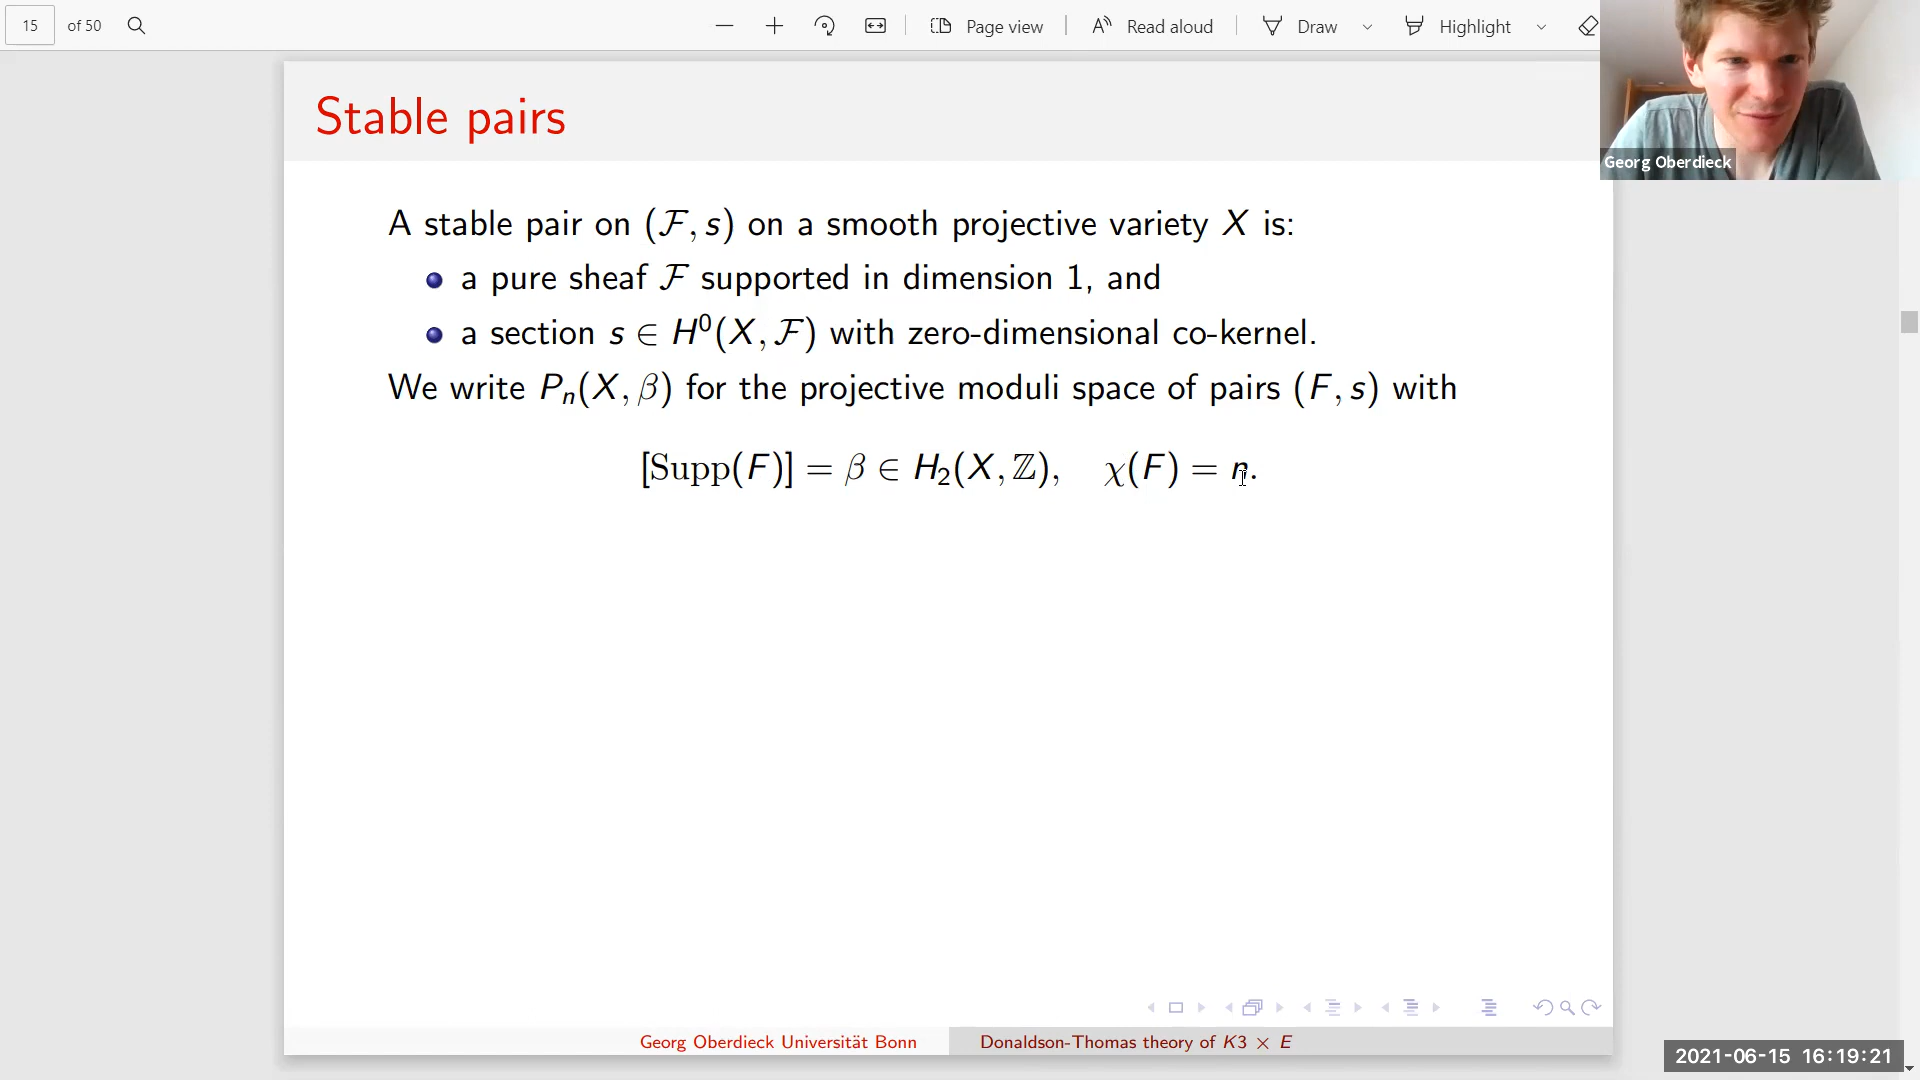 15 of 50 Page view Read aloud Draw Highlight
Georg Oberdieck
Stable pairs
A stable pair on (ℱ, s) on a smooth projective variety X is:
a pure sheaf ℱ supported in dimension 1, and
a section s ∈ H⁰(X, ℱ) with zero-dimensional co-kernel.
We write Pₙ(X, β) for the projective moduli space of pairs (F, s) with
[Supp(F)] = β ∈ H₂(X, ℤ), χ(F) = n.
Georg Oberdieck Universität Bonn Donaldson-Thomas theory of K3 × E
2021-06-15 16:19:21